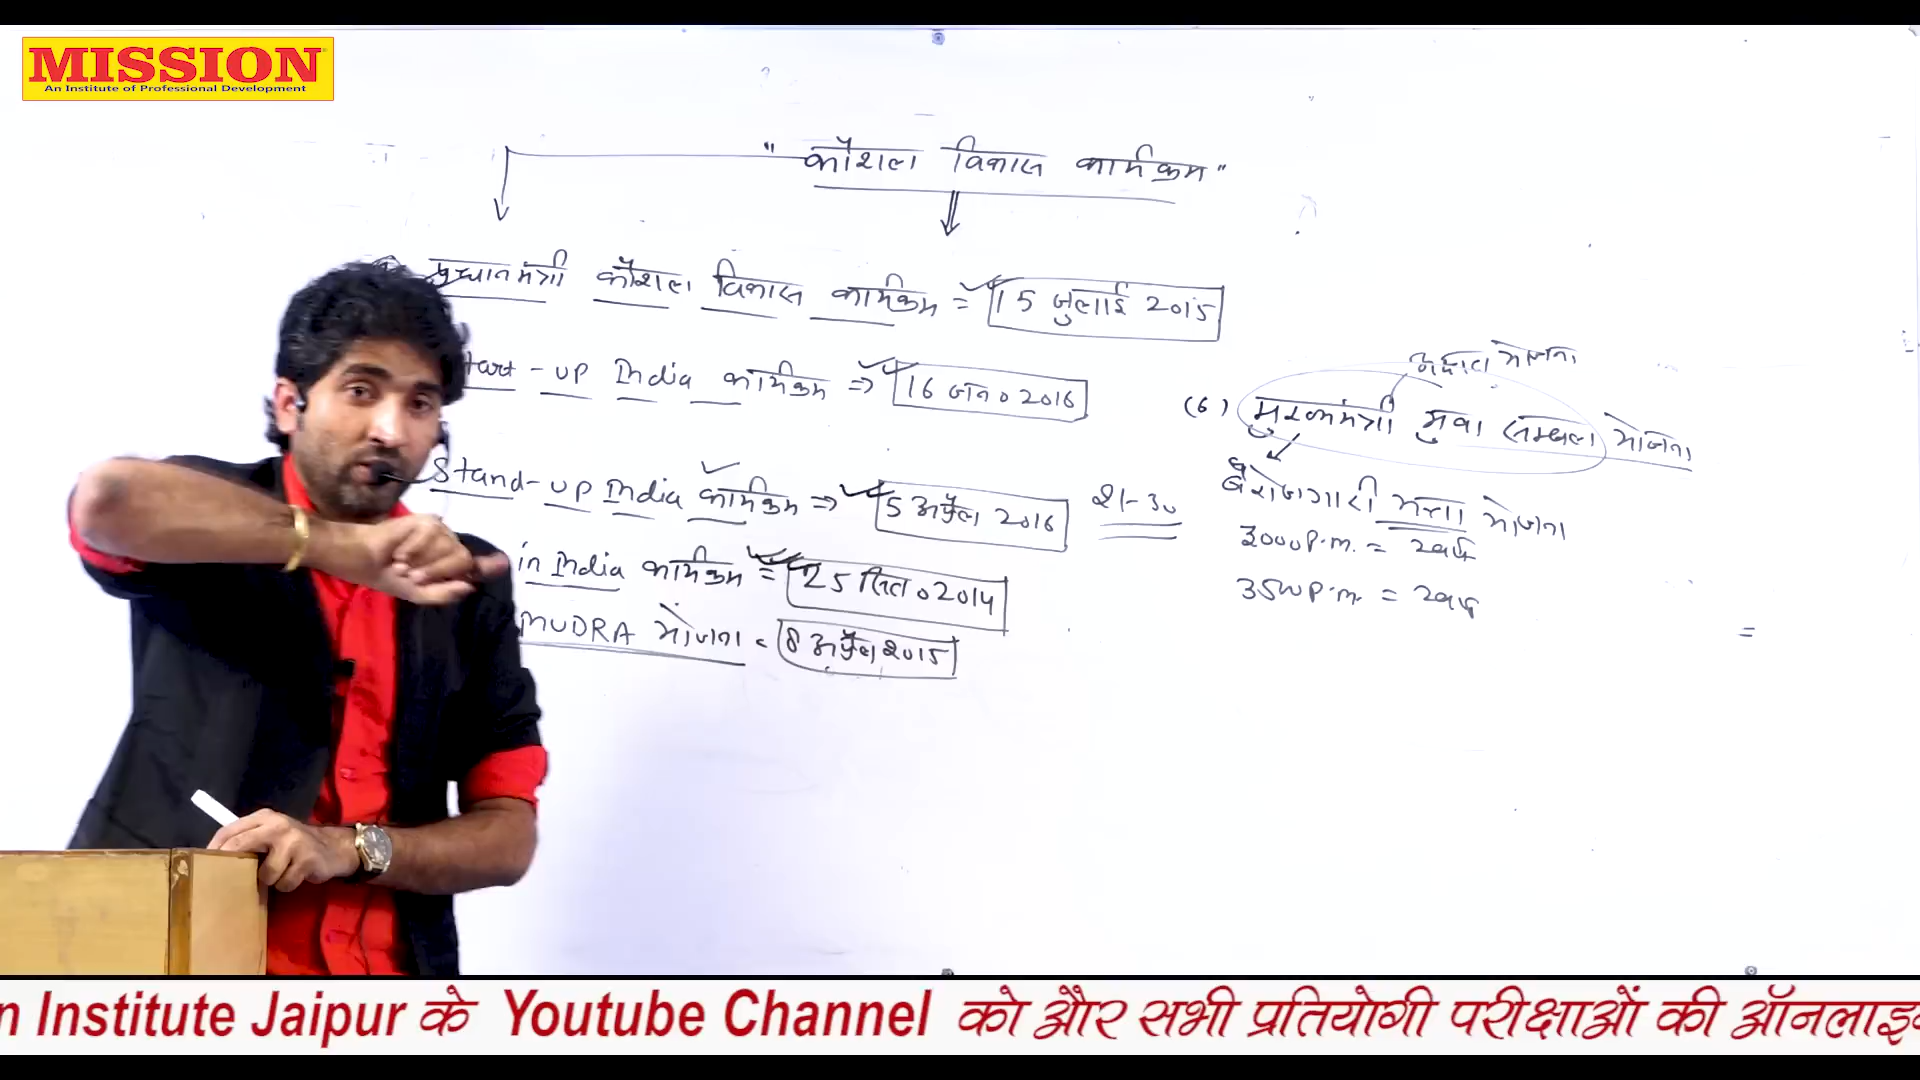 MISSION
An Institute of Professional Development
" कौशल विकास कार्यक्रम "
प्रधानमंत्री कौशल विकास कार्यक्रम = 15 जुलाई 2015
tart-up India कार्यक्रम ⇒ 16 जन० 2016
Stand-up India कार्यक्रम ⇒ 5 अप्रैल 2016
in India कार्यक्रम = 25 सित० 2014
MUDRA योजना = 8 अप्रैल 2015
21-30
योजना
(6) मुख्यमंत्री युवा सम्बल योजना
बेरोजगारी भत्ता योजना
3000 P.m. =
3500 P.m. =
=
n Institute Jaipur के Youtube Channel को और सभी प्रतियोगी परीक्षाओं की ऑनलाइ